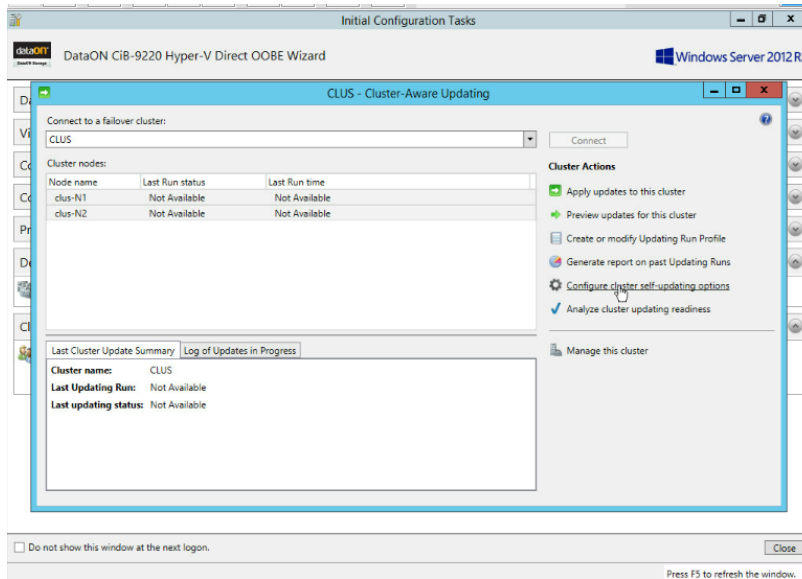 Initial Configuration Tasks
dataON
DataON CiB-9220 Hyper-V Direct OOBE Wizard
Windows Server 2012 R
CLUS - Cluster-Aware Updating
Connect to a failover cluster:
CLUS
Connect
Cluster nodes:
Node name Last Run status Last Run time
clus-N1 Not Available Not Available
clus-N2 Not Available Not Available
Cluster Actions
Apply updates to this cluster
Preview updates for this cluster
Create or modify Updating Run Profile
Generate report on past Updating Runs
Configure cluster self-updating options
Analyze cluster updating readiness
Manage this cluster
Last Cluster Update Summary Log of Updates in Progress
Cluster name: CLUS
Last Updating Run: Not Available
Last updating status: Not Available
Do not show this window at the next logon.
Close
Press F5 to refresh the window.